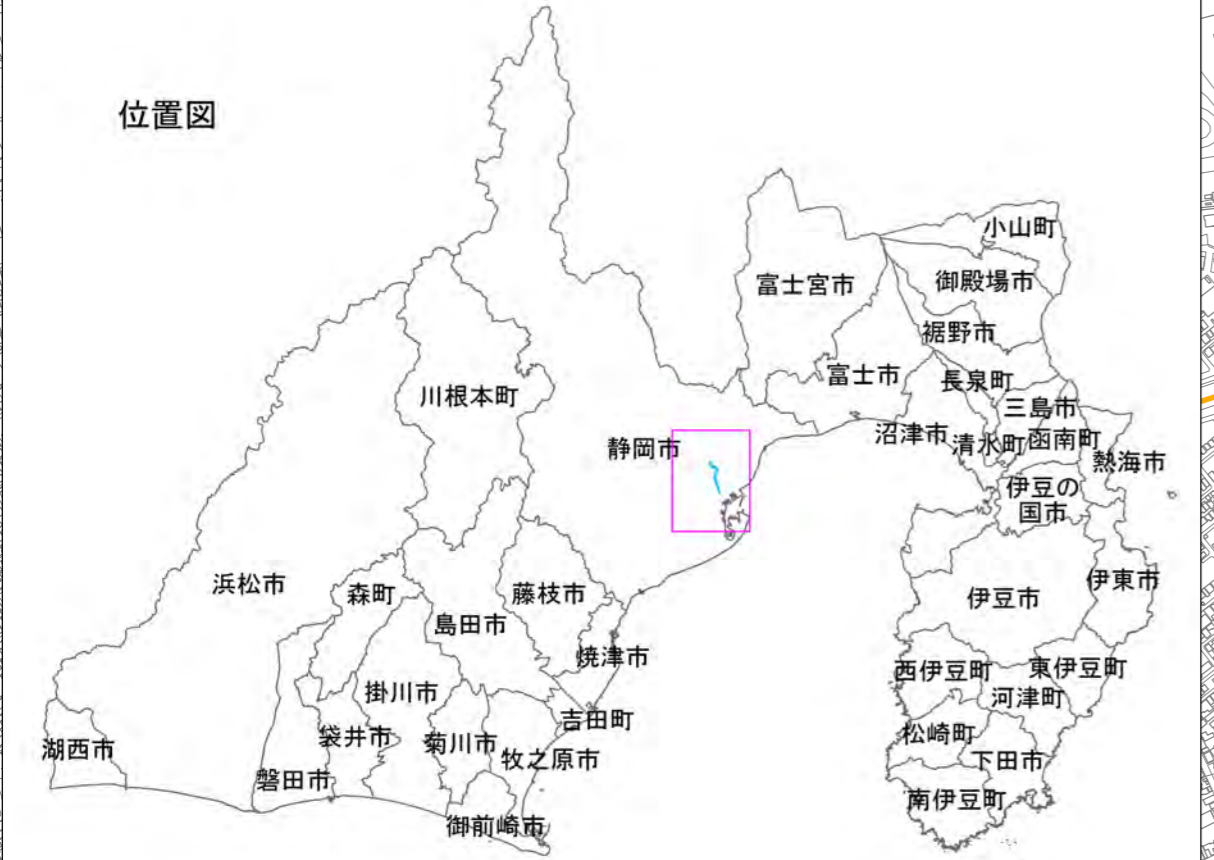 位置図
小山町
富士宮市
御殿場市
裾野市
富士市
長泉町
川根本町
三島市
沼津市
清水町
函南町
静岡市
熱海市
伊豆の
国市
浜松市
森町
藤枝市
伊豆市
伊東市
島田市
焼津市
西伊豆町
東伊豆町
掛川市
河津町
吉田町
袋井市
菊川市
松崎町
湖西市
牧之原市
下田市
磐田市
南伊豆町
御前崎市